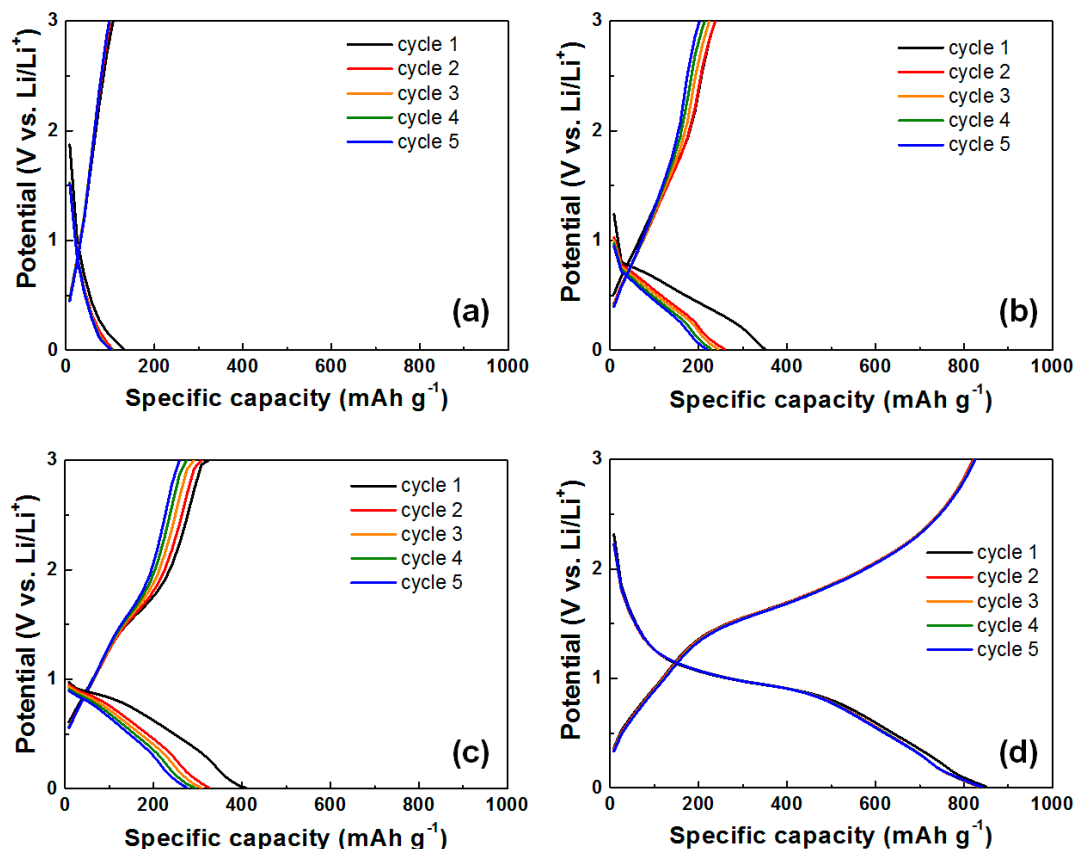 3
2
1
0
Potential (V vs. Li/Li⁺)
cycle 1
cycle 2
cycle 3
cycle 4
cycle 5
(a)
0 200 400 600 800 1000
Specific capacity (mAh g⁻¹)
3
2
1
0
Potential (V vs. Li/Li⁺)
cycle 1
cycle 2
cycle 3
cycle 4
cycle 5
(b)
0 200 400 600 800 1000
Specific capacity (mAh g⁻¹)
3
2
1
0
Potential (V vs. Li/Li⁺)
cycle 1
cycle 2
cycle 3
cycle 4
cycle 5
(c)
0 200 400 600 800 1000
Specific capacity (mAh g⁻¹)
3
2
1
0
Potential (V vs. Li/Li⁺)
cycle 1
cycle 2
cycle 3
cycle 4
cycle 5
(d)
0 200 400 600 800 1000
Specific capacity (mAh g⁻¹)